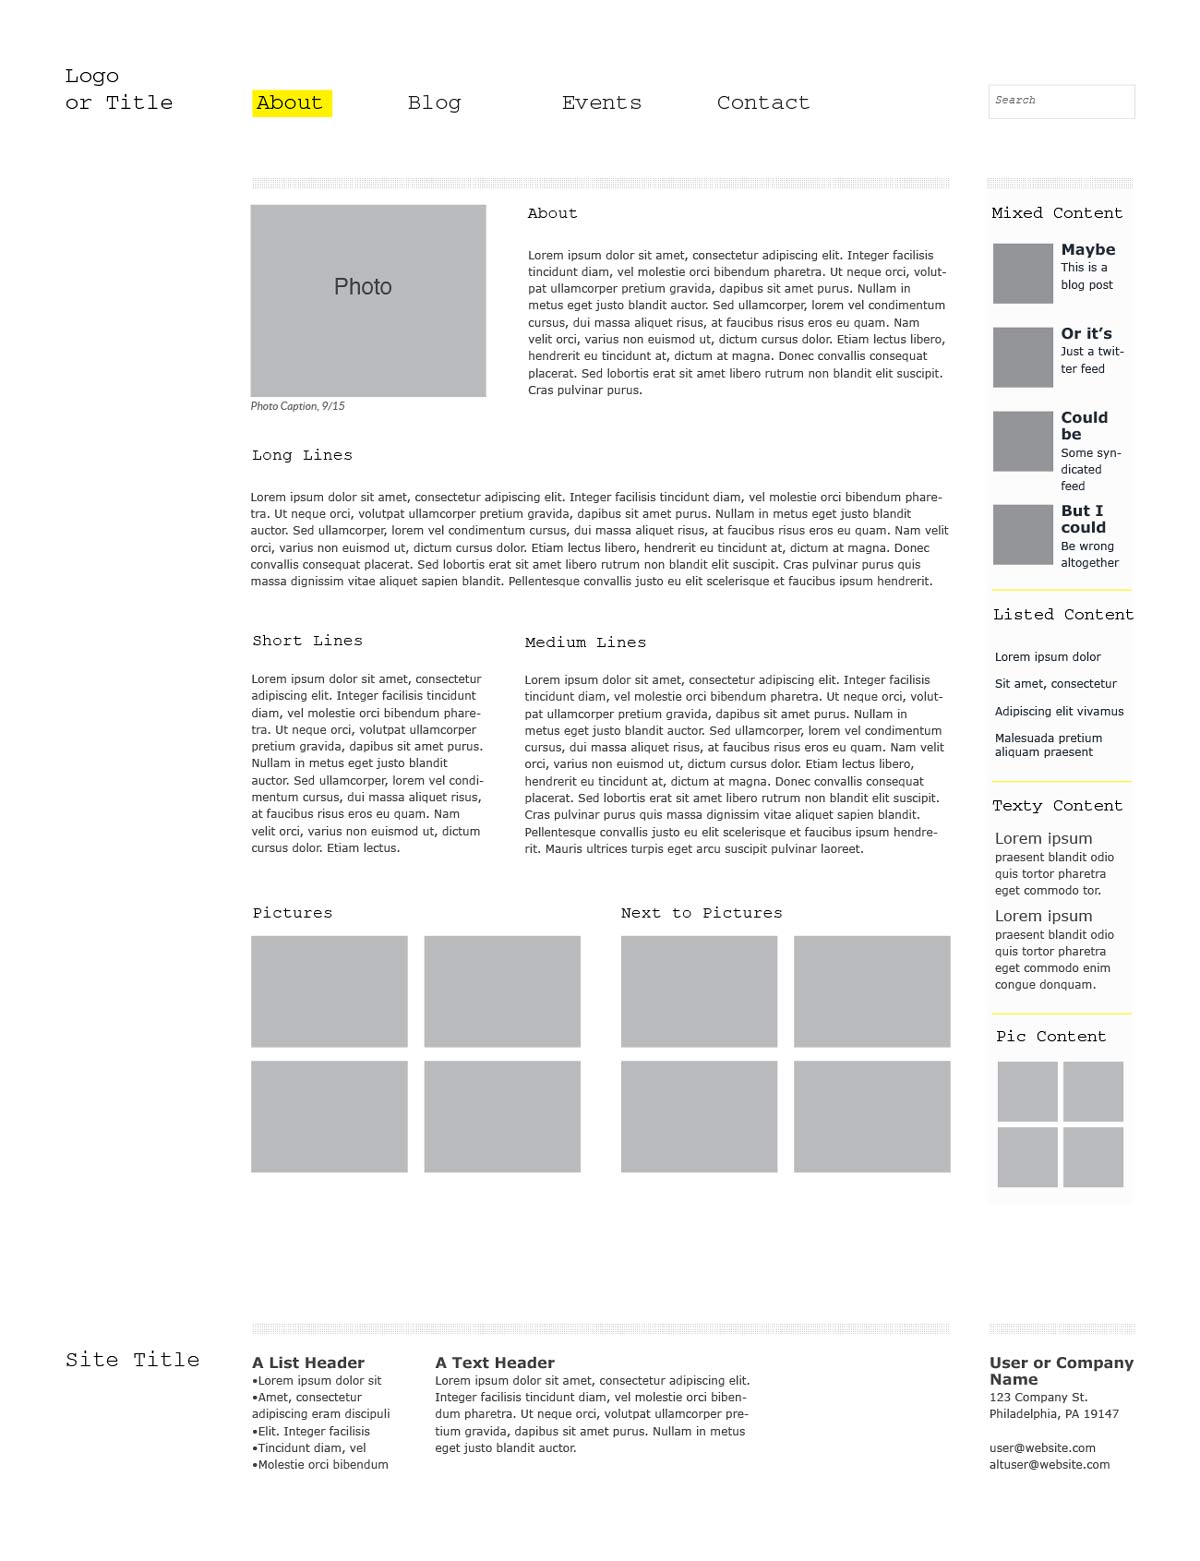 Logo
or Title
About
Blog
Events
Contact
Search
Photo
Photo Caption, 9/15
About
Lorem ipsum dolor sit amet, consectetur adipiscing elit. Integer facilisis
tincidunt diam, vel molestie orci bibendum pharetra. Ut neque orci, volut-
pat ullamcorper pretium gravida, dapibus sit amet purus. Nullam in
metus eget justo blandit auctor. Sed ullamcorper, lorem vel condimentum
cursus, dui massa aliquet risus, at faucibus risus eros eu quam. Nam
velit orci, varius non euismod ut, dictum cursus dolor. Etiam lectus libero,
hendrerit eu tincidunt at, dictum at magna. Donec convallis consequat
placerat. Sed lobortis erat sit amet libero rutrum non blandit elit suscipit.
Cras pulvinar purus.
Long Lines
Lorem ipsum dolor sit amet, consectetur adipiscing elit. Integer facilisis tincidunt diam, vel molestie orci bibendum phare-
tra. Ut neque orci, volutpat ullamcorper pretium gravida, dapibus sit amet purus. Nullam in metus eget justo blandit
auctor. Sed ullamcorper, lorem vel condimentum cursus, dui massa aliquet risus, at faucibus risus eros eu quam. Nam velit
orci, varius non euismod ut, dictum cursus dolor. Etiam lectus libero, hendrerit eu tincidunt at, dictum at magna. Donec
convallis consequat placerat. Sed lobortis erat sit amet libero rutrum non blandit elit suscipit. Cras pulvinar purus quis
massa dignissim vitae aliquet sapien blandit. Pellentesque convallis justo eu elit scelerisque et faucibus ipsum hendrerit.
Short Lines
Lorem ipsum dolor sit amet, consectetur
adipiscing elit. Integer facilisis tincidunt
diam, vel molestie orci bibendum phare-
tra. Ut neque orci, volutpat ullamcorper
pretium gravida, dapibus sit amet purus.
Nullam in metus eget justo blandit
auctor. Sed ullamcorper, lorem vel condi-
mentum cursus, dui massa aliquet risus,
at faucibus risus eros eu quam. Nam
velit orci, varius non euismod ut, dictum
cursus dolor. Etiam lectus.
Medium Lines
Lorem ipsum dolor sit amet, consectetur adipiscing elit. Integer facilisis
tincidunt diam, vel molestie orci bibendum pharetra. Ut neque orci, volut-
pat ullamcorper pretium gravida, dapibus sit amet purus. Nullam in
metus eget justo blandit auctor. Sed ullamcorper, lorem vel condimentum
cursus, dui massa aliquet risus, at faucibus risus eros eu quam. Nam velit
orci, varius non euismod ut, dictum cursus dolor. Etiam lectus libero,
hendrerit eu tincidunt at, dictum at magna. Donec convallis consequat
placerat. Sed lobortis erat sit amet libero rutrum non blandit elit suscipit.
Cras pulvinar purus quis massa dignissim vitae aliquet sapien blandit.
Pellentesque convallis justo eu elit scelerisque et faucibus ipsum hendre-
rit. Mauris ultrices turpis eget arcu suscipit pulvinar laoreet.
Pictures
Next to Pictures
Mixed Content
Maybe
This is a
blog post
Or it’s
Just a twit-
ter feed
Could
be
Some syn-
dicated
feed
But I
could
Be wrong
altogether
Listed Content
Lorem ipsum dolor
Sit amet, consectetur
Adipiscing elit vivamus
Malesuada pretium
aliquam praesent
Texty Content
Lorem ipsum
praesent blandit odio
quis tortor pharetra
eget commodo tor.
Lorem ipsum
praesent blandit odio
quis tortor pharetra
eget commodo enim
congue donquam.
Pic Content
Site Title
A List Header
•Lorem ipsum dolor sit
•Amet, consectetur
adipiscing eram discipuli
•Elit. Integer facilisis
•Tincidunt diam, vel
•Molestie orci bibendum
A Text Header
Lorem ipsum dolor sit amet, consectetur adipiscing elit.
Integer facilisis tincidunt diam, vel molestie orci biben-
dum pharetra. Ut neque orci, volutpat ullamcorper pre-
tium gravida, dapibus sit amet purus. Nullam in metus
eget justo blandit auctor.
User or Company
Name
123 Company St.
Philadelphia, PA 19147
user@website.com
altuser@website.com